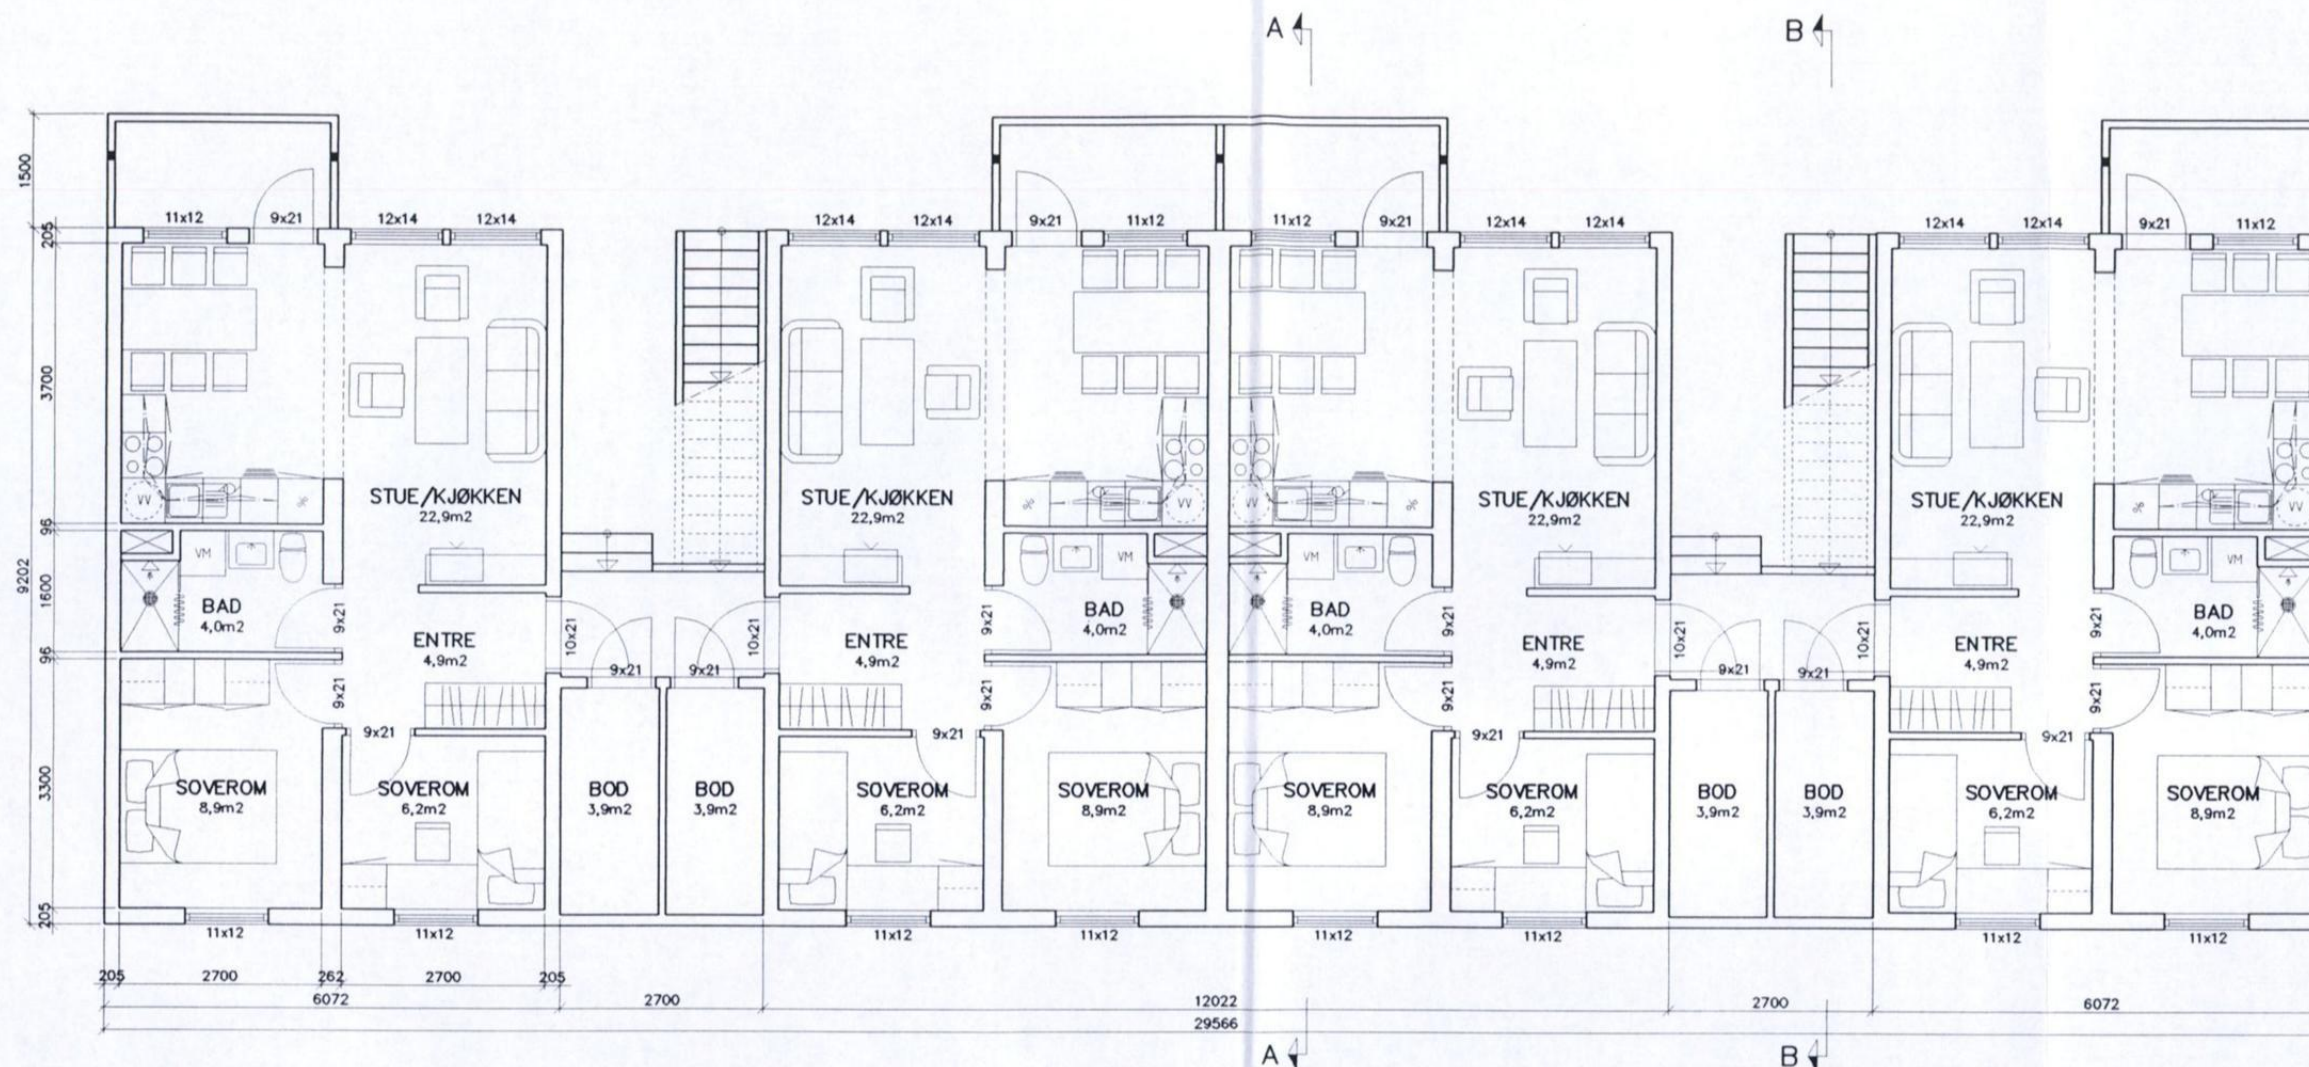 A B
1500
11x12 9x21 12x14 12x14 12x14 12x14 9x21 11x12 11x12 9x21 12x14 12x14 12x14 12x14 9x21 11x12
205
3700
VV % % VV VV % % VV
STUE/KJØKKEN STUE/KJØKKEN STUE/KJØKKEN STUE/KJØKKEN
22,9m2 22,9m2 22,9m2 22,9m2
96
VM VM VM VM
9202
1600
BAD BAD BAD BAD
4,0m2 4,0m2 4,0m2 4,0m2
9x21 10x21 10x21 9x21 9x21 10x21 10x21 9x21
ENTRE ENTRE ENTRE ENTRE
4,9m2 4,9m2 4,9m2 4,9m2
96
9x21 9x21 9x21 9x21
9x21 9x21 9x21 9x21
9x21 9x21 9x21 9x21
3300
SOVEROM SOVEROM BOD BOD SOVEROM SOVEROM SOVEROM SOVEROM BOD BOD SOVEROM SOVEROM
8,9m2 6,2m2 3,9m2 3,9m2 6,2m2 8,9m2 8,9m2 6,2m2 3,9m2 3,9m2 6,2m2 8,9m2
205
11x12 11x12 11x12 11x12 11x12 11x12 11x12 11x12
205 2700 262 2700 205
6072 2700 12022 2700 6072
29566
A B